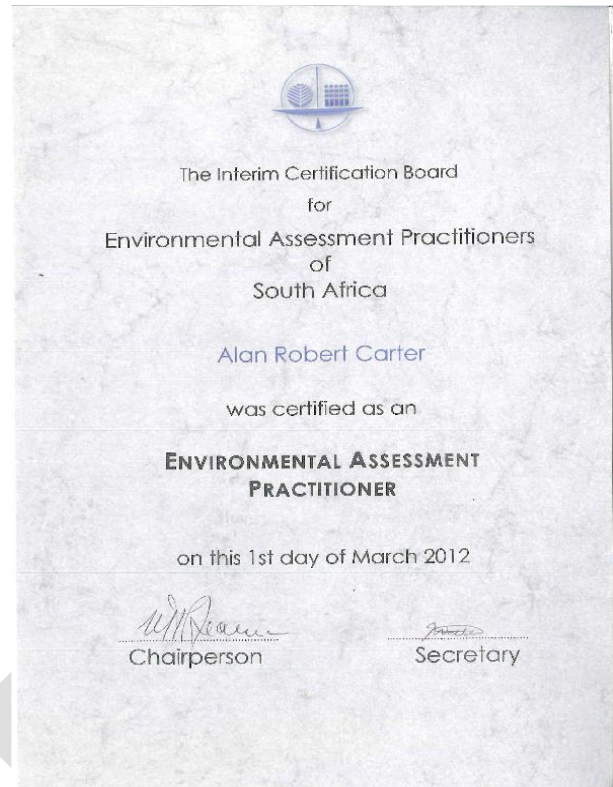 The Interim Certification Board
for
Environmental Assessment Practitioners
of
South Africa
Alan Robert Carter
was certified as an
ENVIRONMENTAL ASSESSMENT
PRACTITIONER
on this 1st day of March 2012
Chairperson
Secretary